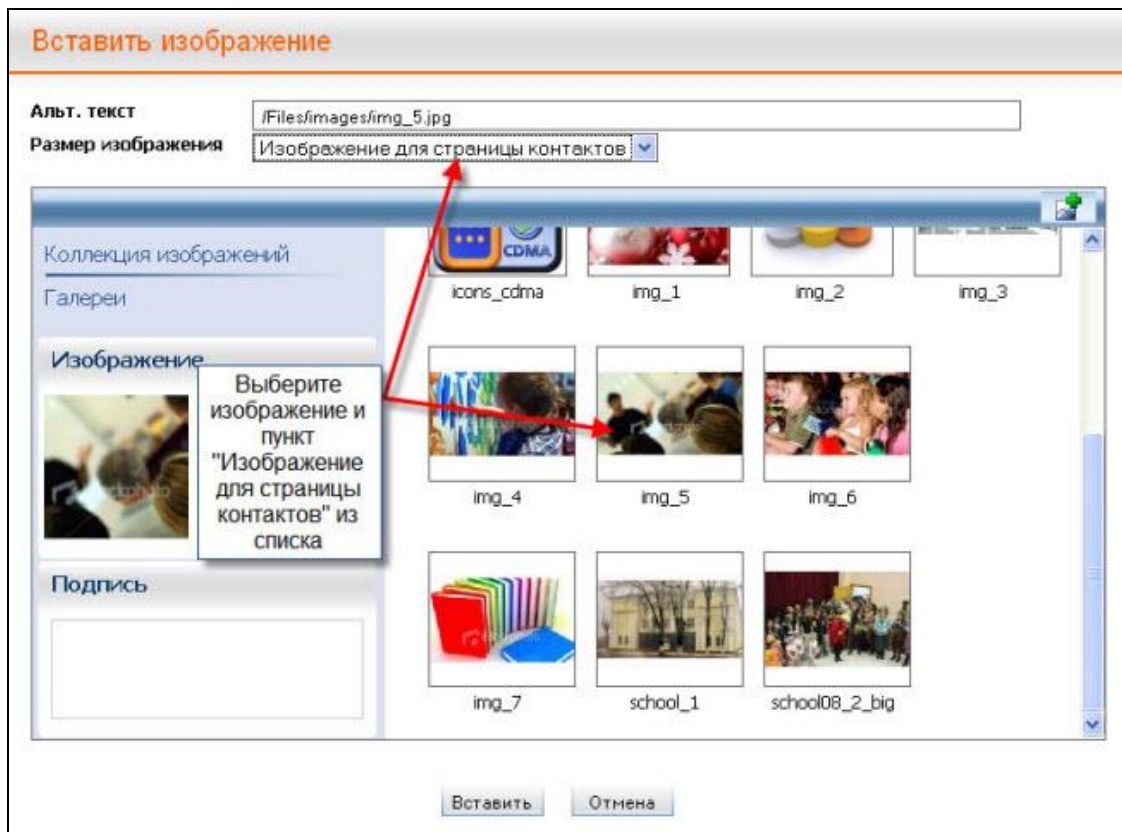 Вставить изображение
Альт. текст
/Files/images/img_5.jpg
Размер изображения
Изображение для страницы контактов
Коллекция изображений
Галереи
Изображение
Выберите
изображение и
пункт
"Изображение
для страницы
контактов" из
списка
Подпись
CDMA
icons_cdma
img_1
img_2
img_3
img_4
img_5
img_6
img_7
school_1
school08_2_big
Вставить
Отмена